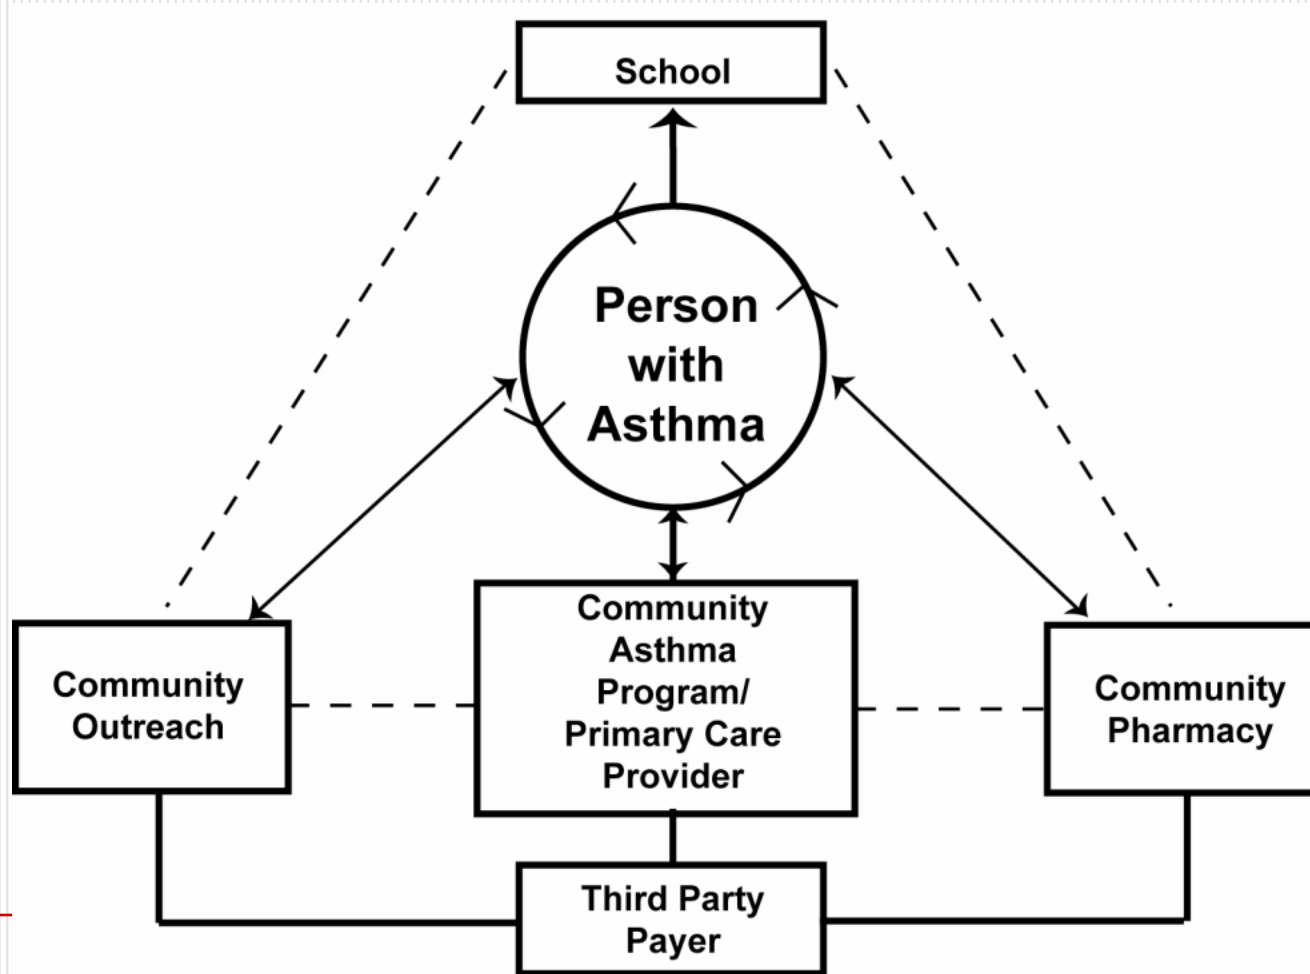 School
Person
with
Asthma
Community
Outreach
Community
Asthma
Program/
Primary Care
Provider
Community
Pharmacy
Third Party
Payer